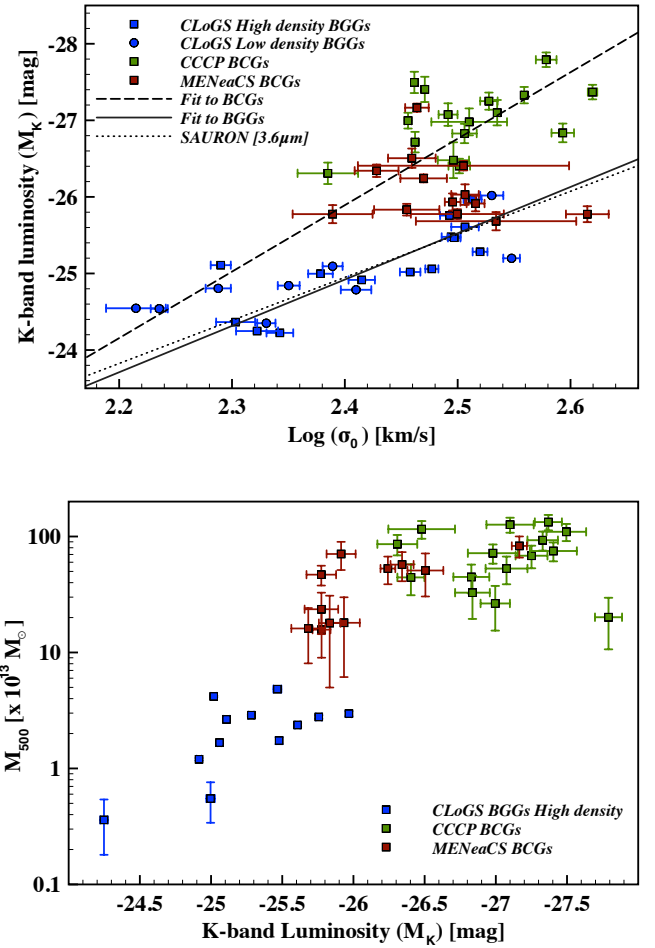 CLoGS High density BGGs
CLoGS Low density BGGs
CCCP BCGs
MENeaCS BCGs
Fit to BCGs
Fit to BGGs
SAURON [3.6μm]
K-band luminosity (M_K) [mag]
-28
-27
-26
-25
-24
2.2 2.3 2.4 2.5 2.6
Log (σ_0) [km/s]
M_500 [x 10^13 M_⊙]
100
10
1
0.1
CLoGS BGGs High density
CCCP BCGs
MENeaCS BCGs
-24.5 -25 -25.5 -26 -26.5 -27 -27.5
K-band Luminosity (M_K) [mag]